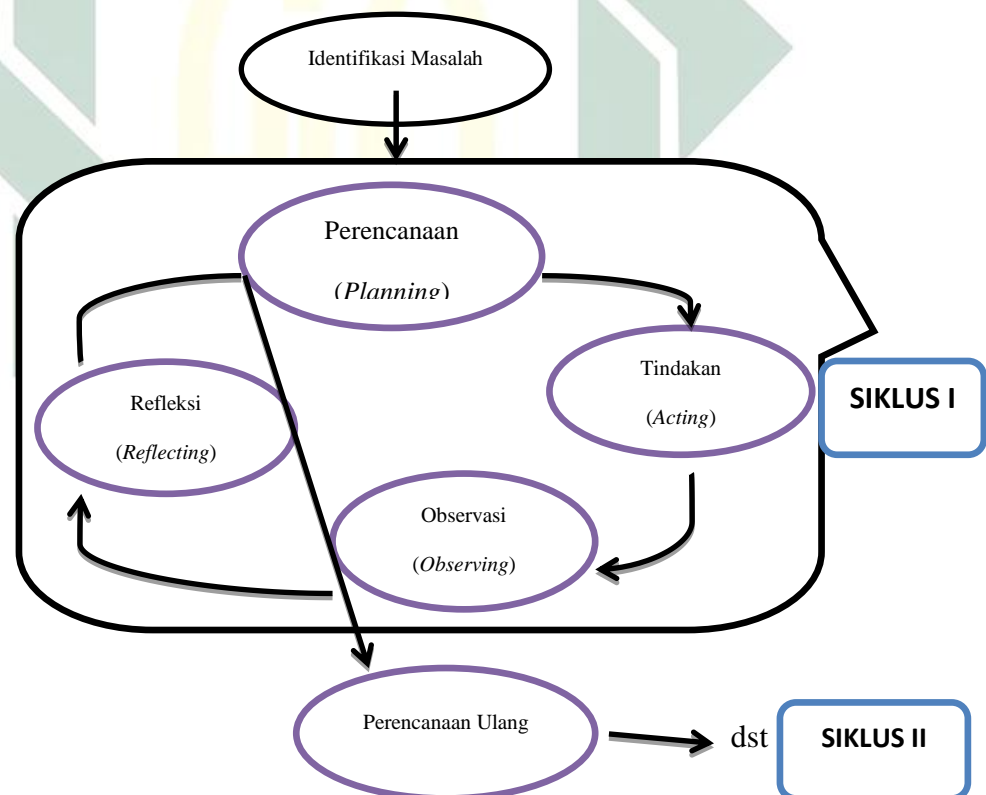 Identifikasi Masalah
Perencanaan
(Planning)
Tindakan
(Acting)
SIKLUS I
Refleksi
(Reflecting)
Observasi
(Observing)
Perencanaan Ulang
dst
SIKLUS II